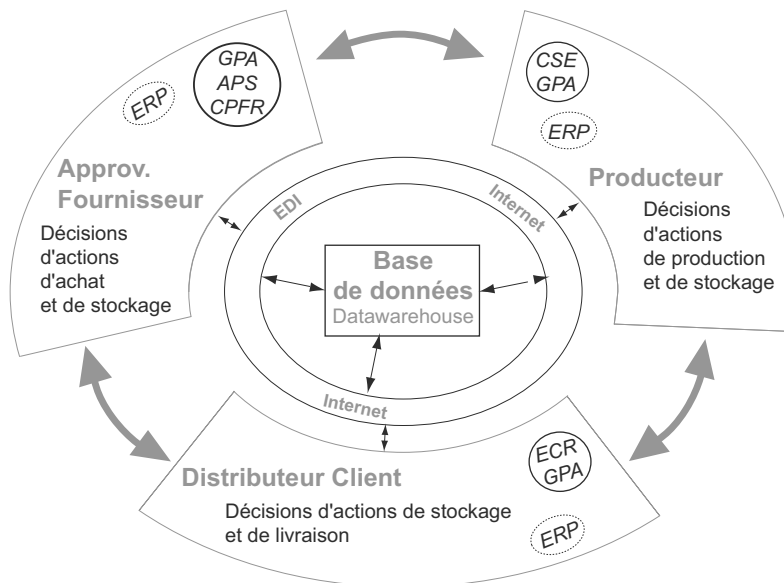 GPA
APS
CPFR
ERP
Approv.
Fournisseur
Décisions
d'actions
d'achat
et de stockage
CSE
GPA
ERP
Producteur
Décisions
d'actions
de production
et de stockage
EDI
Internet
Base
de données
Datawarehouse
Internet
Distributeur Client
Décisions d'actions de stockage
et de livraison
ECR
GPA
ERP